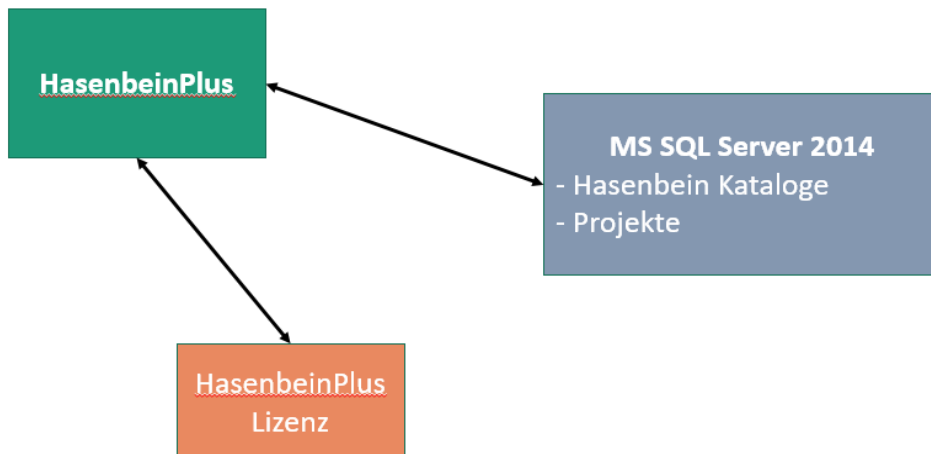 HasenbeinPlus
MS SQL Server 2014
- Hasenbein Kataloge
- Projekte
HasenbeinPlus
Lizenz